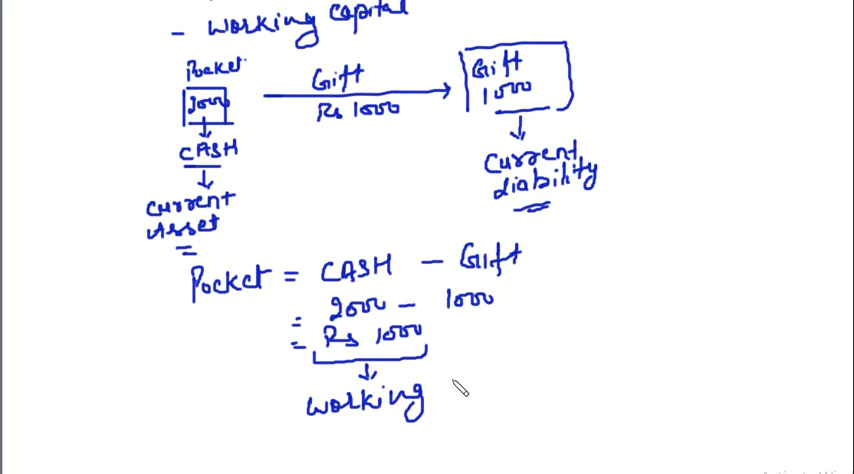 - Working Capital
Pocket
2000
CASH
Current
Asset
Gift
Rs 1000
Gift
1000
Current
Liability
Pocket = CASH - Gift
= 2000 - 1000
= Rs 1000
Working